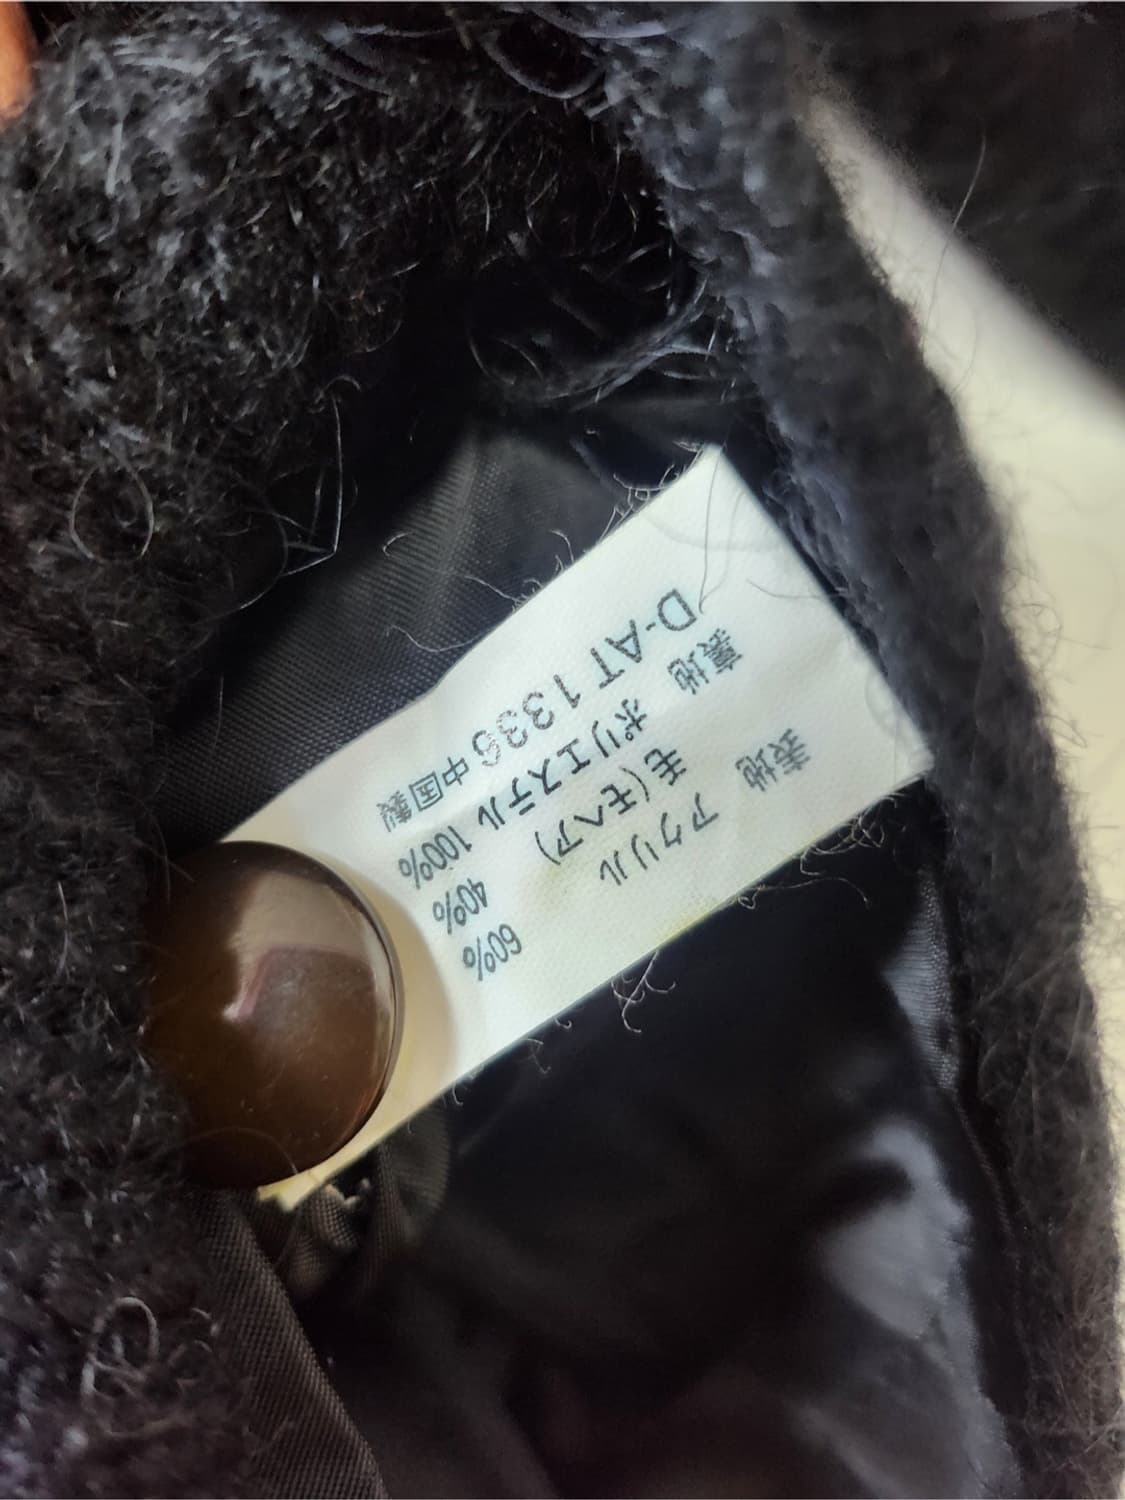 表地 アクリル 60%
毛(モヘア) 40%
裏地 ポリエステル 100%
D-AT 1336 中国製